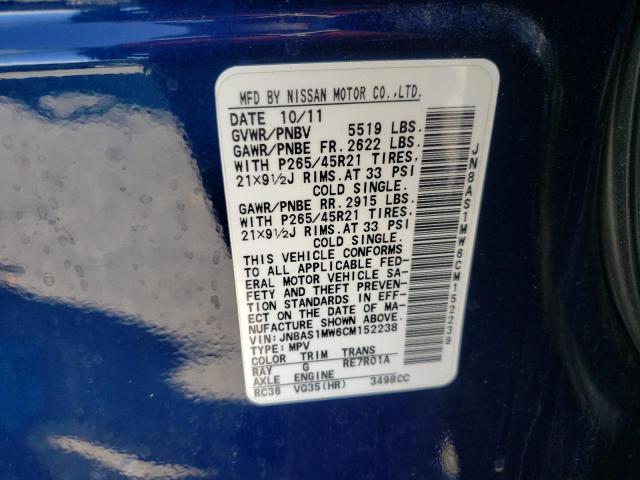 MFD BY NISSAN MOTOR CO.,LTD.
DATE 10/11
GVWR/PNBV 5519 LBS.
GAWR/PNBE FR. 2622 LBS.
WITH P265/45R21 TIRES,
21×9½J RIMS.AT 33 PSI
COLD SINGLE.
GAWR/PNBE RR. 2915 LBS.
WITH P265/45R21 TIRES,
21×9½J RIMS.AT 33 PSI
COLD SINGLE.
THIS VEHICLE CONFORMS
TO ALL APPLICABLE FED-
ERAL MOTOR VEHICLE SA-
FETY AND THEFT PREVEN-
TION STANDARDS IN EFF-
ECT ON THE DATE OF MA-
NUFACTURE SHOWN ABOVE.
VIN: JN8AS1MW6CM152238
TYPE: MPV
COLOR TRIM TRANS
RAY G RE7R01A
AXLE ENGINE
RC36 VQ35(HR) 3498CC
JN8AS1MW6CM152238